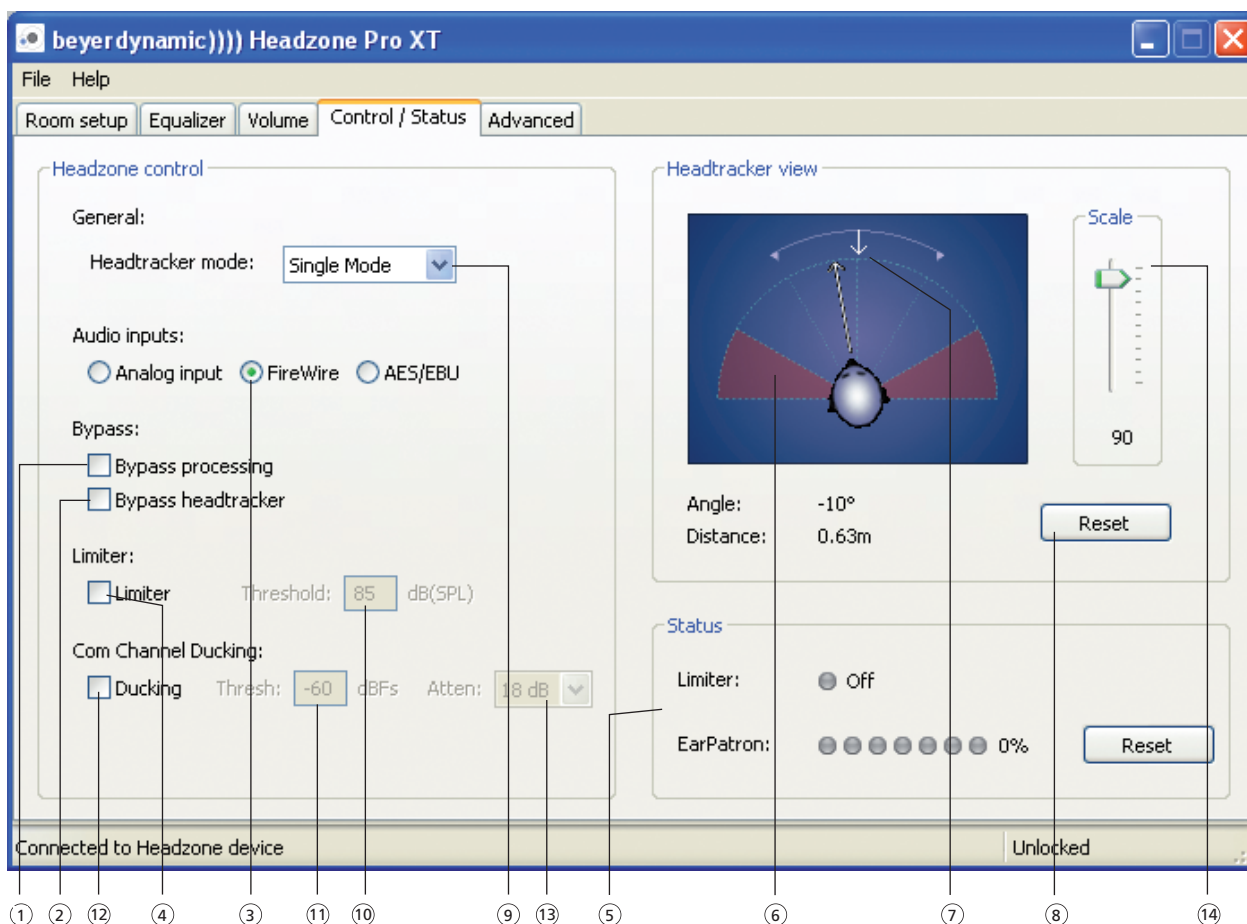 beyerdynamic)))) Headzone Pro XT
File Help
Room setup Equalizer Volume Control / Status Advanced
Headzone control
General:
Headtracker mode: Single Mode
Audio inputs:
Analog input FireWire AES/EBU
Bypass:
Bypass processing
Bypass headtracker
Limiter:
Limiter Threshold: 85 dB(SPL)
Com Channel Ducking:
Ducking Thresh: -60 dBFs Atten: 18 dB
Headtracker view
Scale
90
Angle: -10°
Distance: 0.63m
Reset
Status
Limiter: Off
EarPatron: 0% Reset
Connected to Headzone device Unlocked
1 2 12 4 3 11 10 9 13 5 6 7 8 14